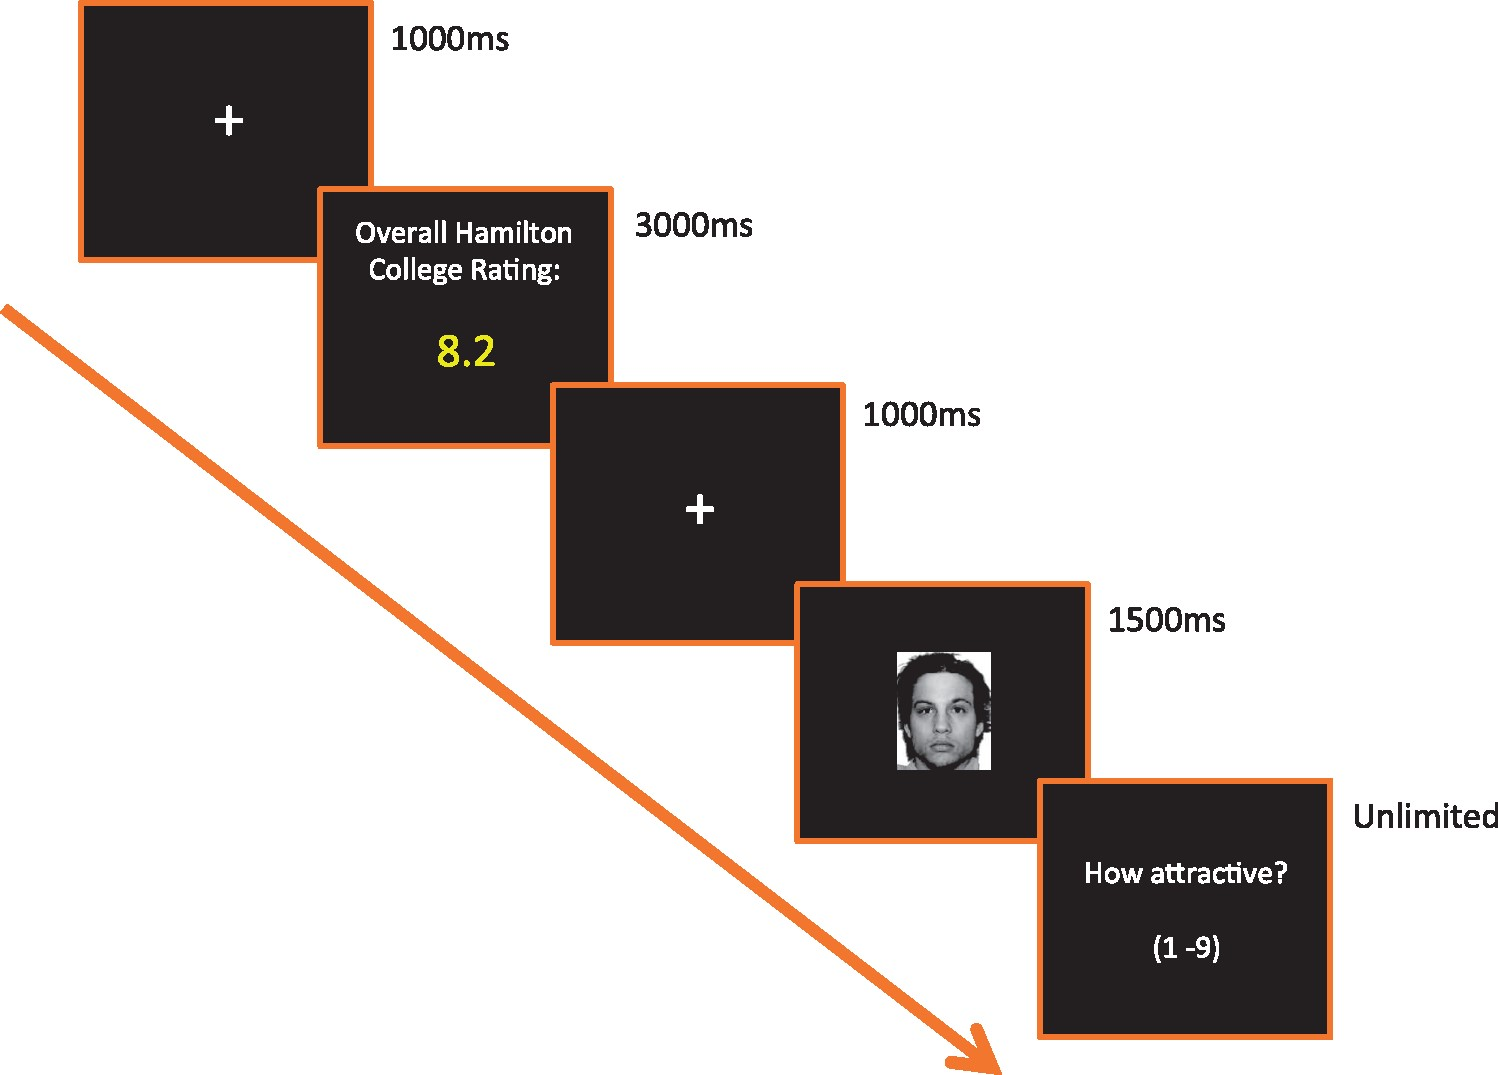 1000ms
+
Overall Hamilton
College Rating:
8.2
3000ms
+
1000ms
1500ms
How attractive?
(1 -9)
Unlimited